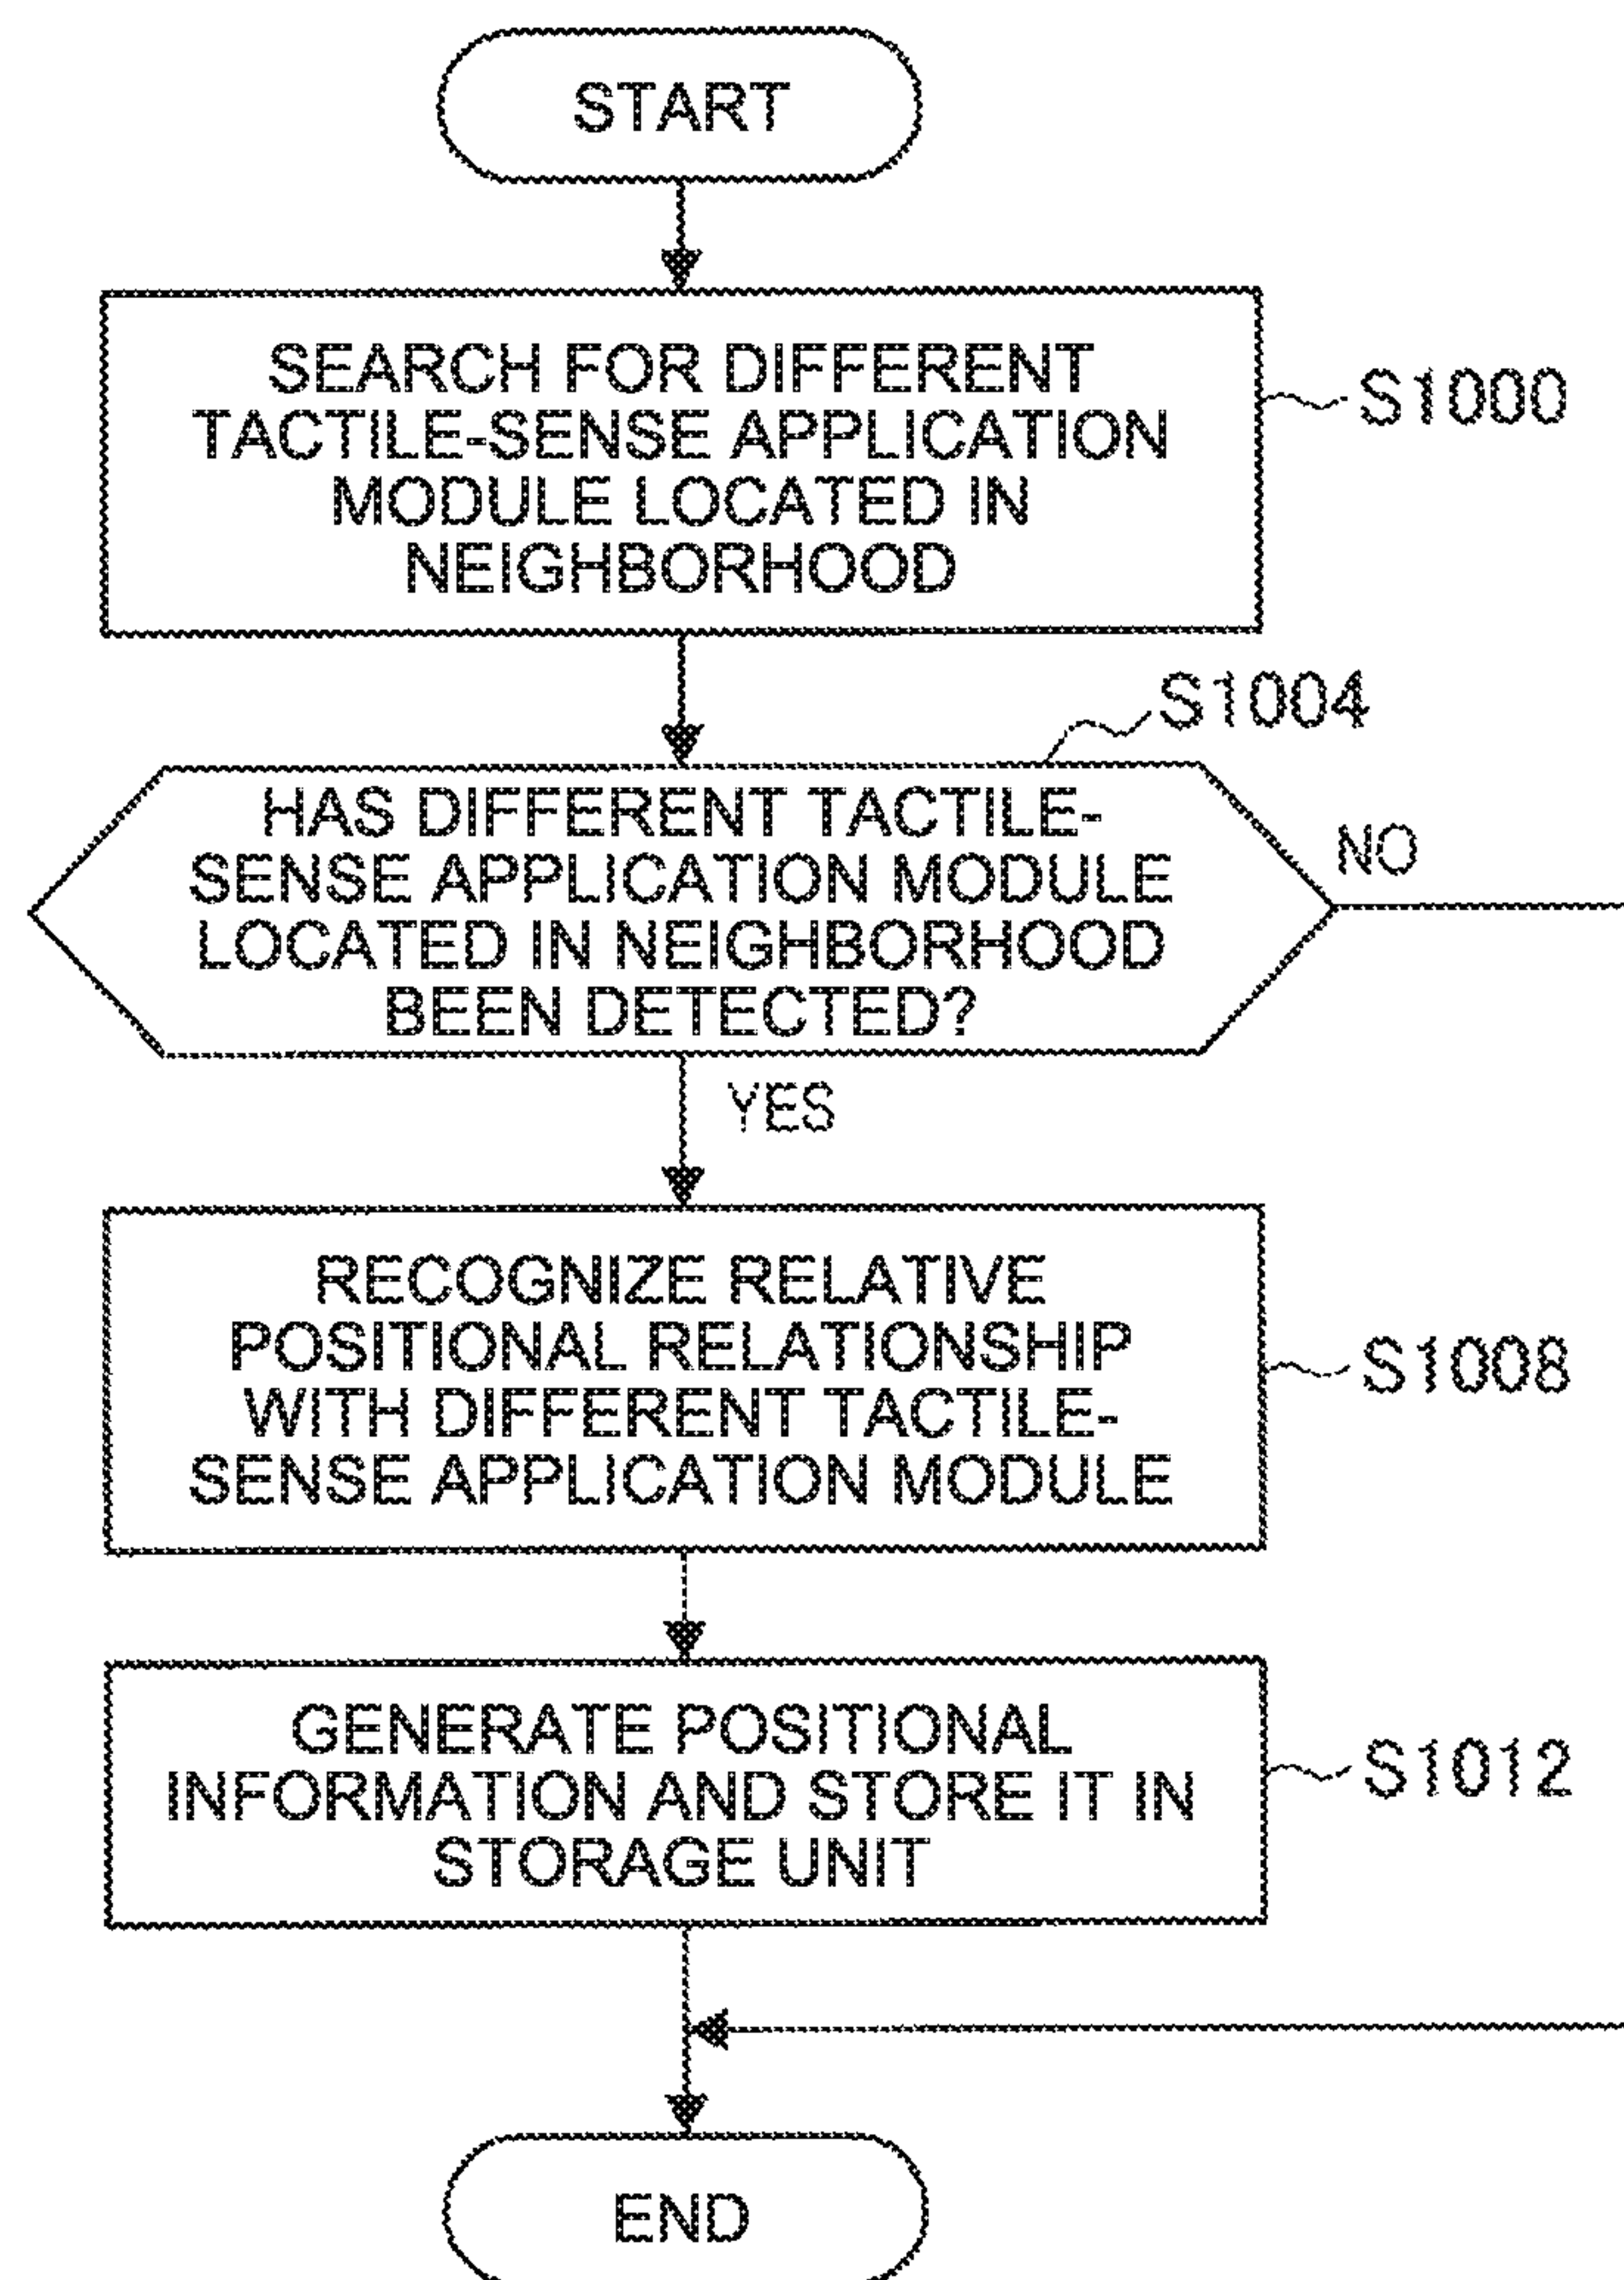 START
SEARCH FOR DIFFERENT
TACTILE-SENSE APPLICATION
MODULE LOCATED IN
NEIGHBORHOOD
S1000
S1004
HAS DIFFERENT TACTILE-
SENSE APPLICATION MODULE
LOCATED IN NEIGHBORHOOD
BEEN DETECTED?
NO
YES
RECOGNIZE RELATIVE
POSITIONAL RELATIONSHIP
WITH DIFFERENT TACTILE-
SENSE APPLICATION MODULE
S1008
GENERATE POSITIONAL
INFORMATION AND STORE IT IN
STORAGE UNIT
S1012
END